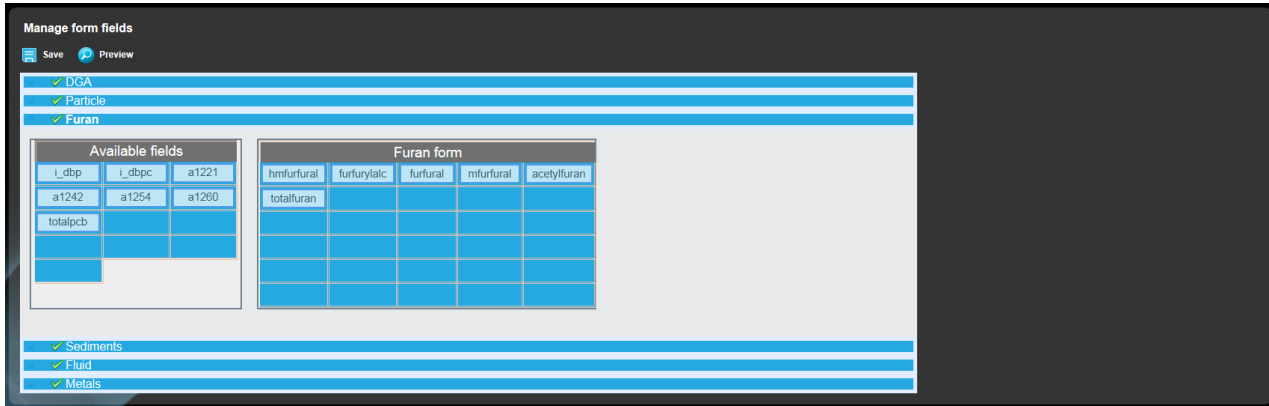 Manage form fields
Save Preview
DGA
Particle
Furan
Available fields
i_dbp i_dbpc a1221
a1242 a1254 a1260
totalpcb
Furan form
hmfurfural furfurylalc furfural mfurfural acetylfuran
totalfuran
Sediments
Fluid
Metals